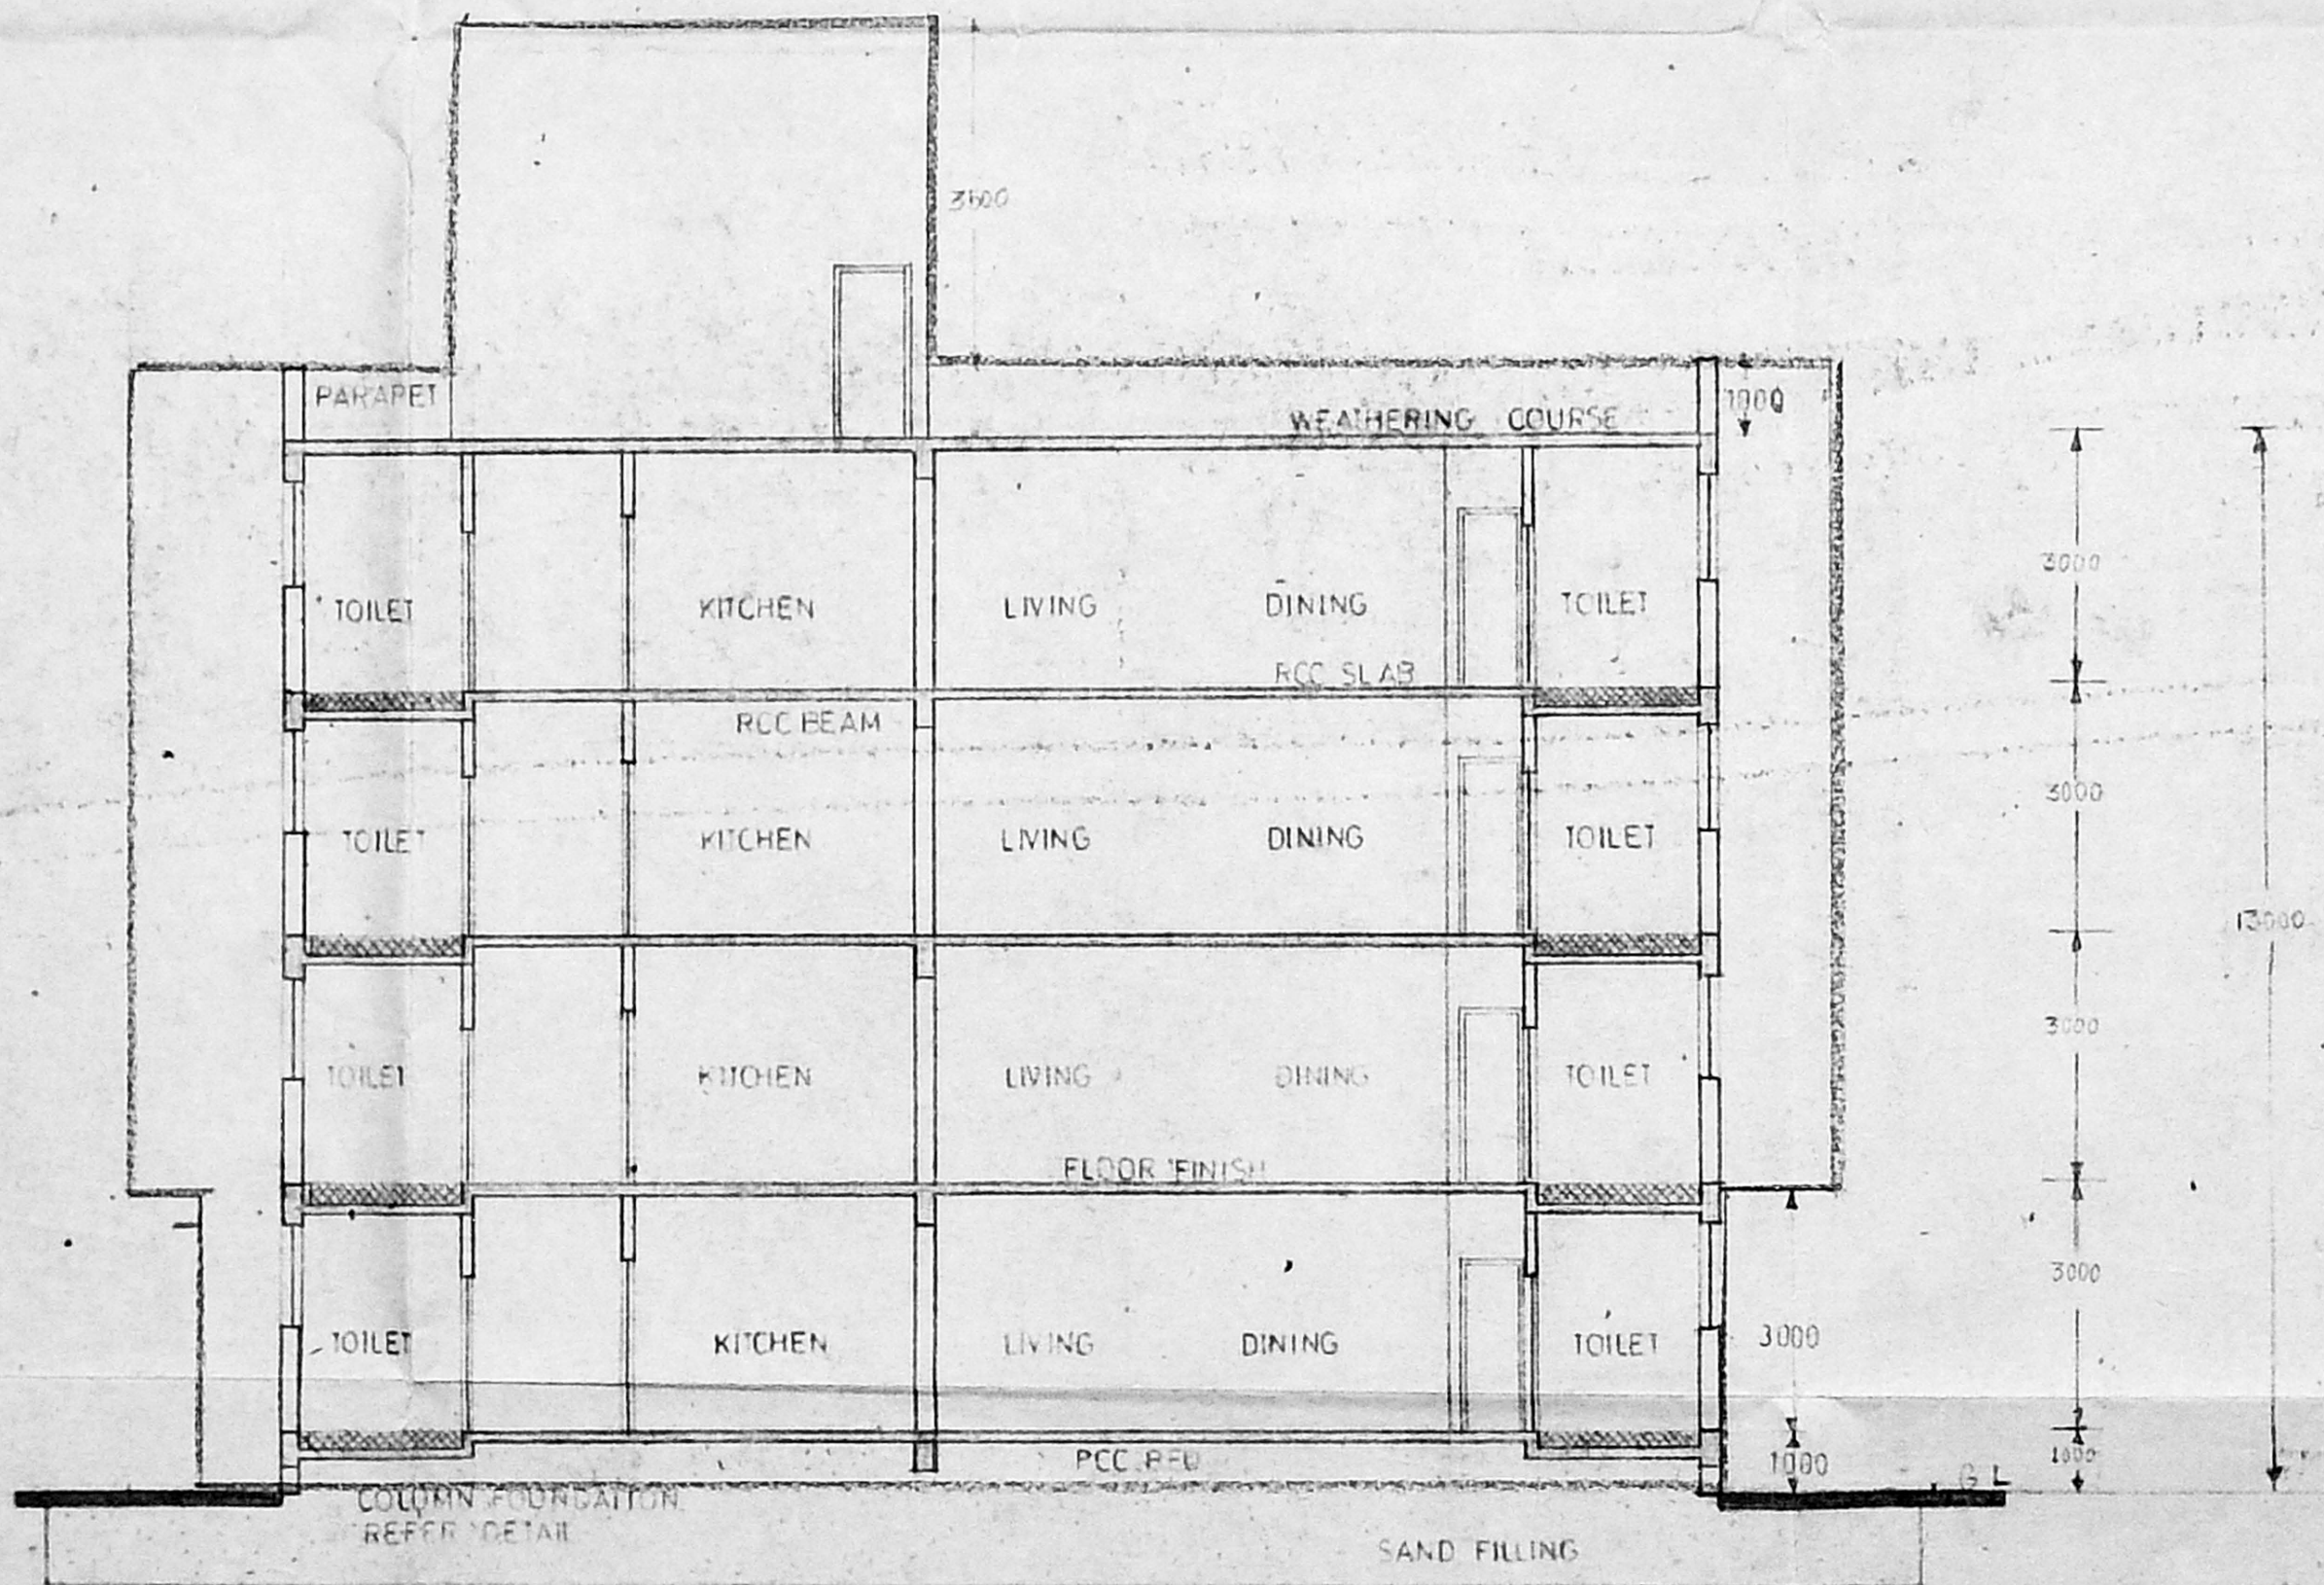 3500
PARAPET
1000
WEATHERING COURSE
3000
TOILET KITCHEN LIVING DINING TOILET
RCC SLAB
RCC BEAM
3000
TOILET KITCHEN LIVING DINING TOILET
13000
3000
TOILET KITCHEN LIVING DINING TOILET
FLOOR FINISH
3000
TOILET KITCHEN LIVING DINING TOILET 3000
PCC BED 1000 1000
G L
COLUMN FOUNDATION
REFER DETAIL
SAND FILLING